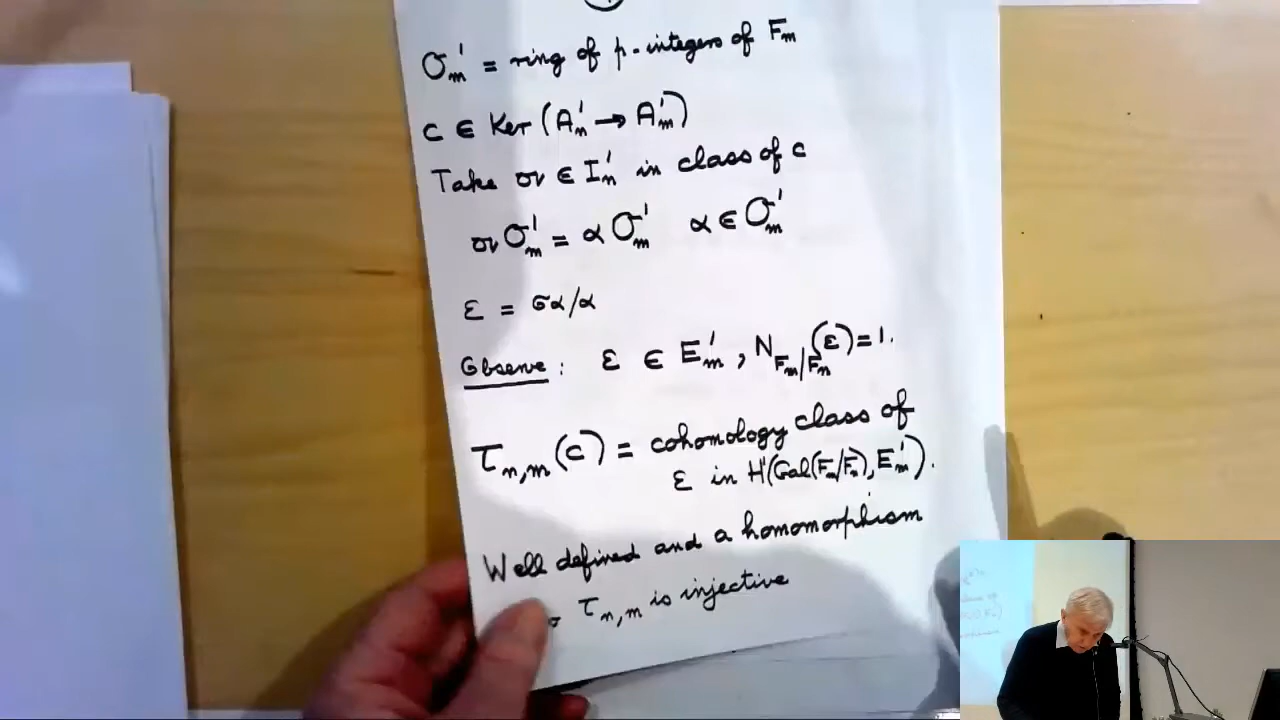 O'_m = ring of p-integers of F_m
c ∈ Ker (A'_n → A'_m)
Take 𝔞 ∈ I'_n in class of c
𝔞 O'_m = α O'_m α ∈ O'_m
ε = σα/α
Observe : ε ∈ E'_m , N_{F_m/F_n}(ε) = 1.
τ_{n,m}(c) = cohomology class of
ε in H^1(Gal(F_m/F_n), E'_m).
Well defined and a homomorphism
τ_{n,m} is injective